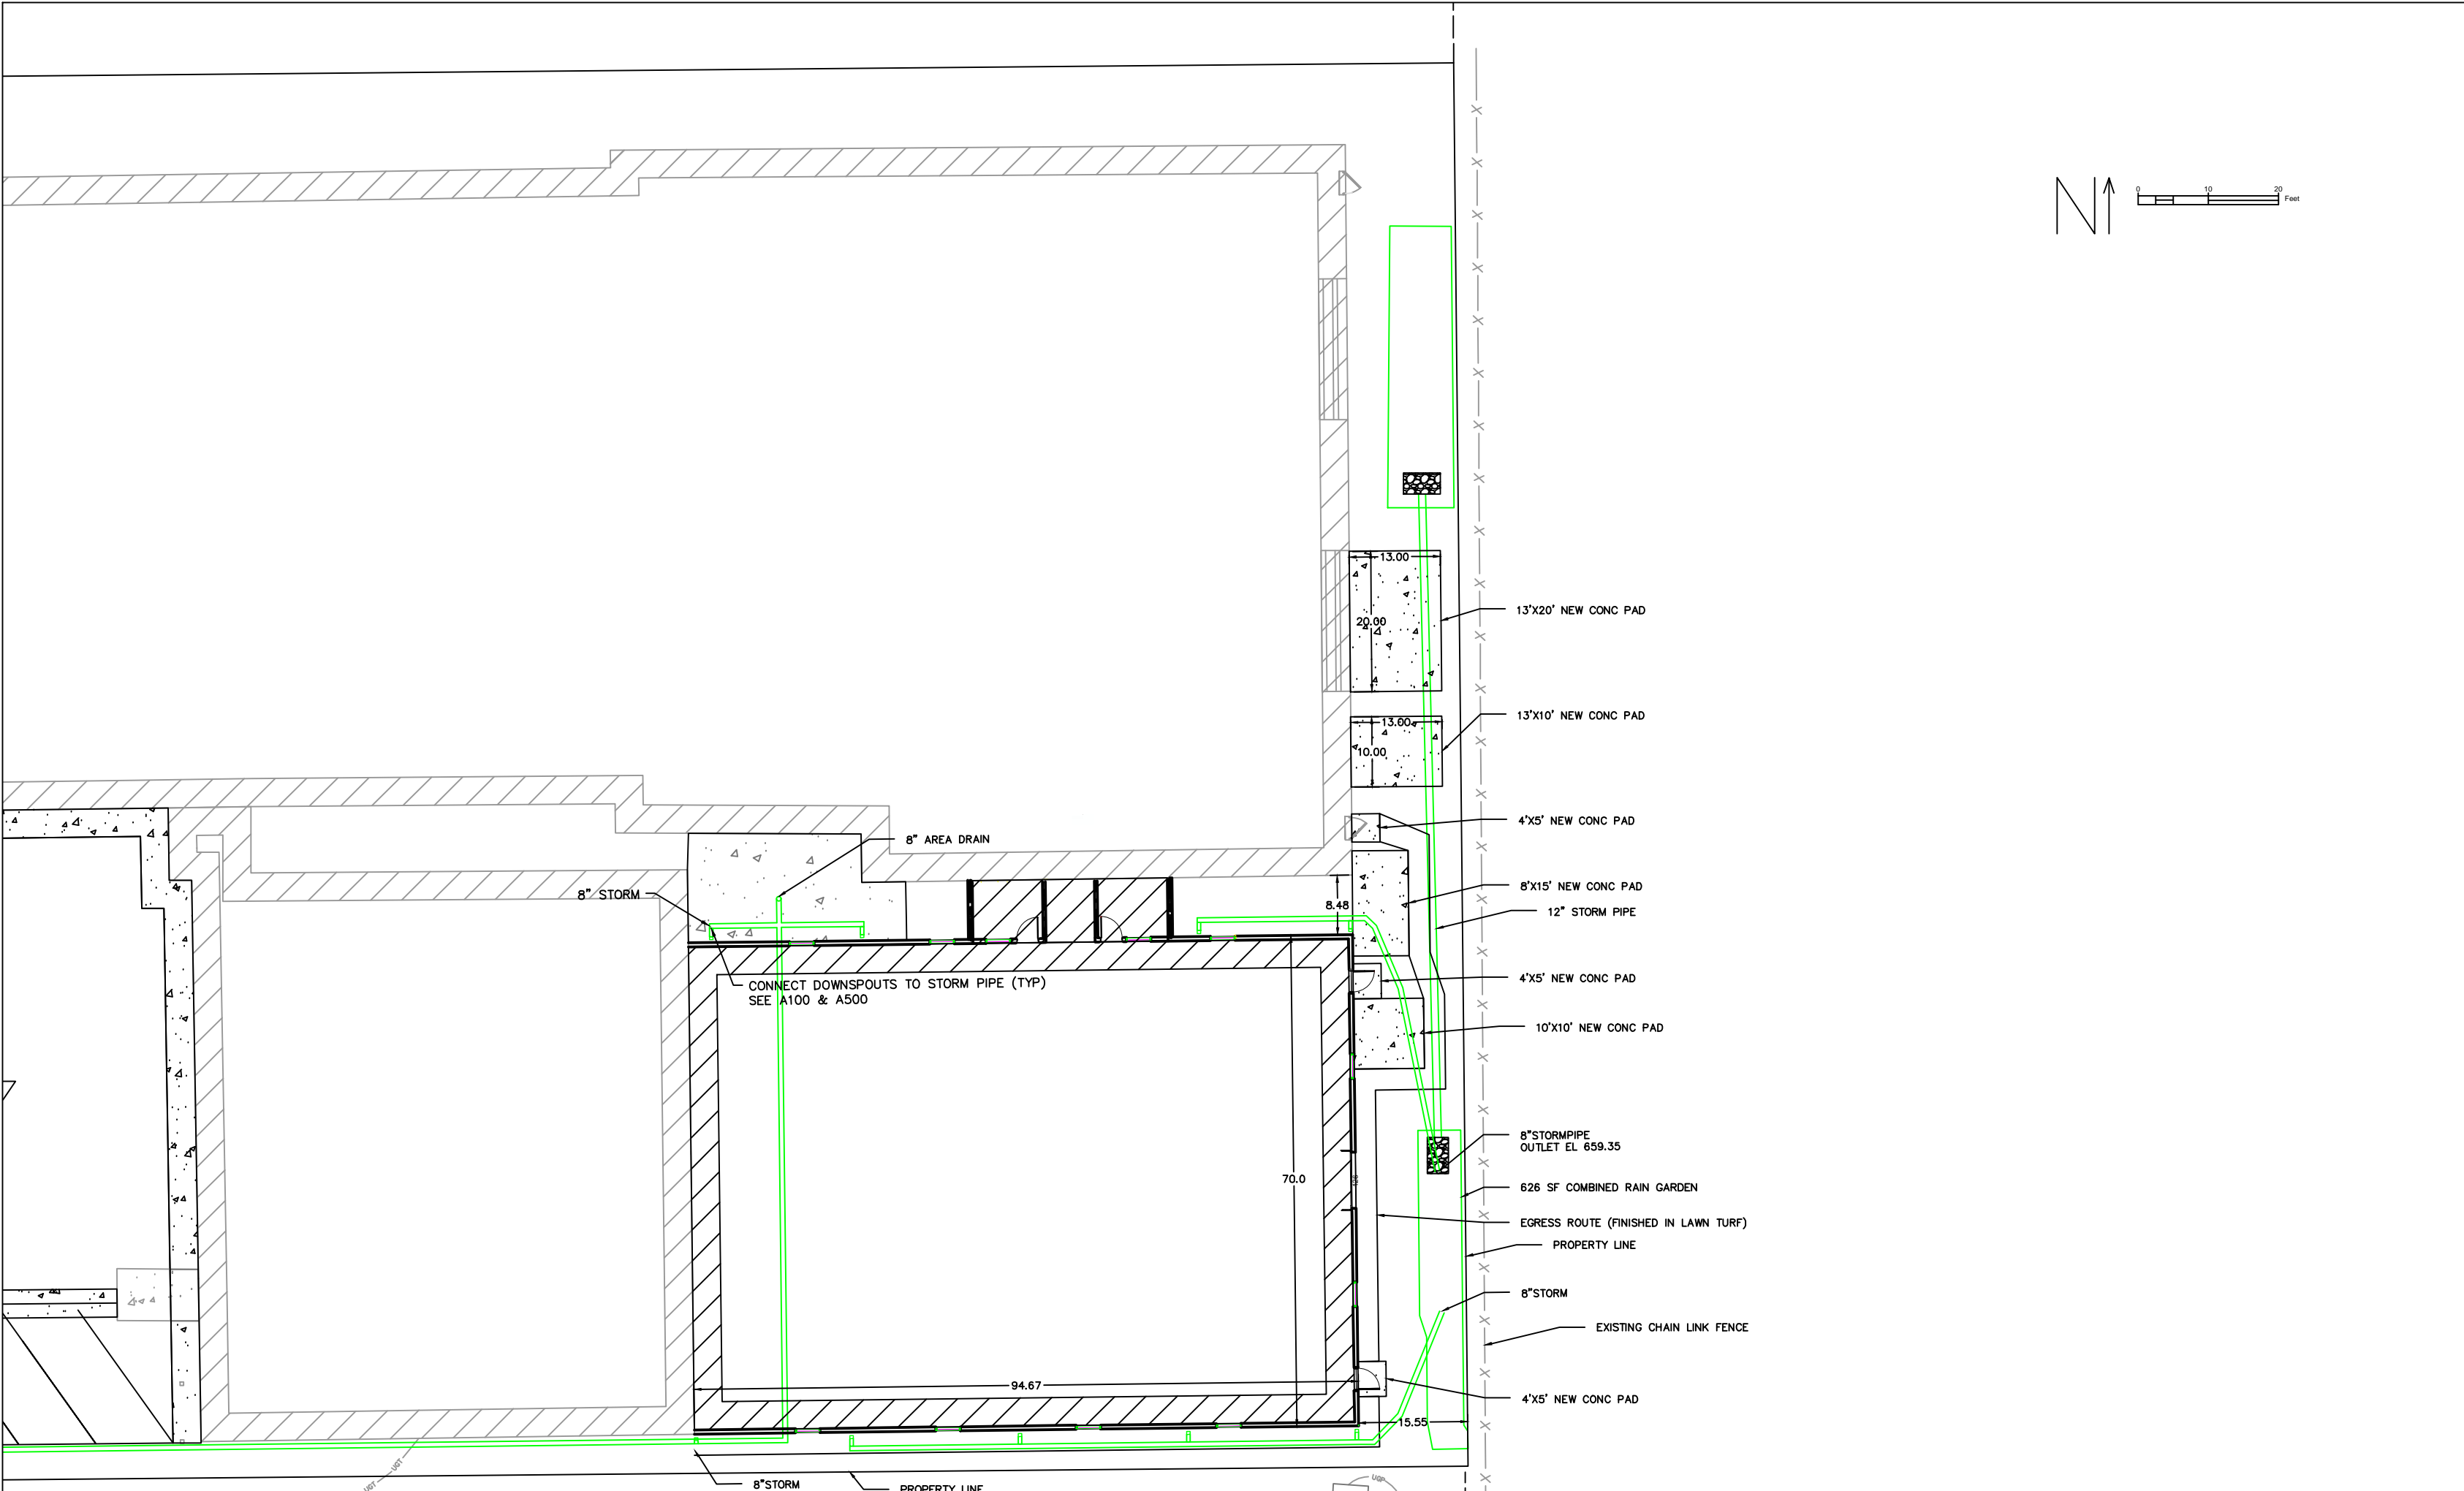 N
0 10 20
Feet
13.00
20.00
13'X20' NEW CONC PAD
13'X10' NEW CONC PAD
13.00
10.00
4'X5' NEW CONC PAD
8" AREA DRAIN
8" STORM
8'X15' NEW CONC PAD
8.48
12" STORM PIPE
4'X5' NEW CONC PAD
CONNECT DOWNSPOUTS TO STORM PIPE (TYP)
SEE A100 & A500
10'X10' NEW CONC PAD
8"STORMPIPE
OUTLET EL 659.35
70.0
126
626 SF COMBINED RAIN GARDEN
EGRESS ROUTE (FINISHED IN LAWN TURF)
PROPERTY LINE
8"STORM
EXISTING CHAIN LINK FENCE
94.67
4'X5' NEW CONC PAD
15.55
UGT
UGT
UGP
8"STORM
PROPERTY LINE